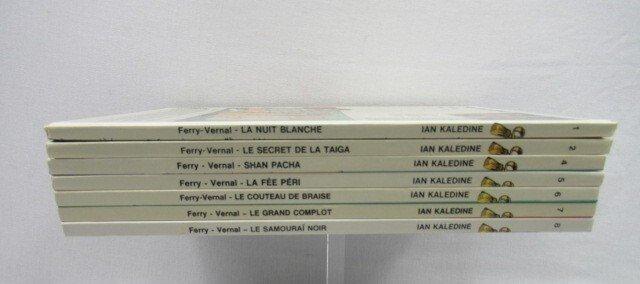 Ferry-Vernal - LA NUIT BLANCHE IAN KALEDINE 1
Ferry-Vernal - LE SECRET DE LA TAIGA IAN KALEDINE 2
Ferry - Vernal - SHAN PACHA IAN KALEDINE 4
Ferry - Vernal - LA FÉE PÉRI IAN KALEDINE 5
Ferry-Vernal - LE COUTEAU DE BRAISE IAN KALEDINE 6
Ferry - Vernal - LE GRAND COMPLOT IAN KALEDINE 7
Ferry - Vernal - LE SAMOURAÏ NOIR IAN KALEDINE 8